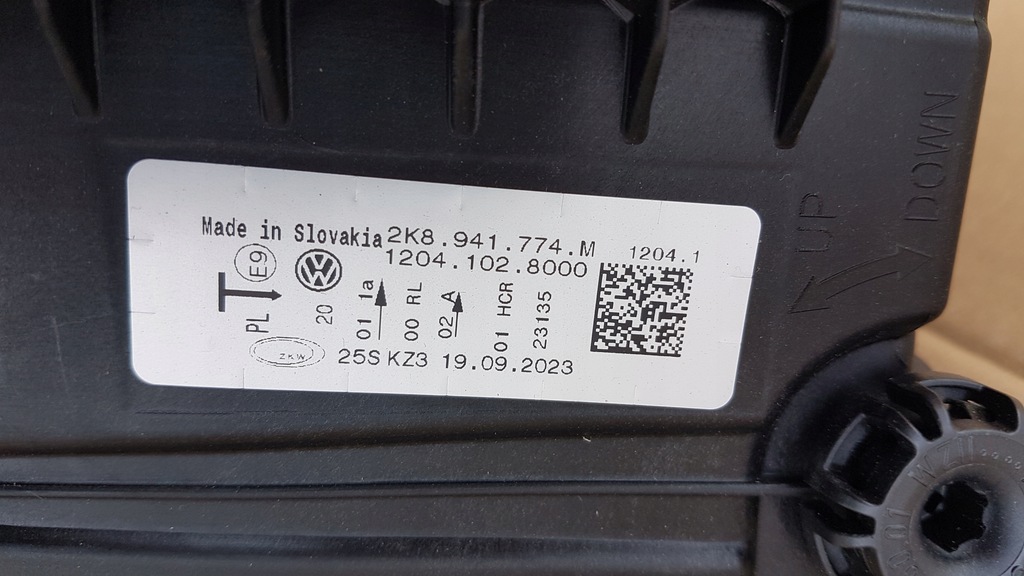 Made in Slovakia 2K8.941.774.M 1204.1
1204.102.8000
E9
PL
20
01 1a
00 RL
02 A
01 HCR
23135
ZKW
25S KZ3 19.09.2023
UP
DOWN